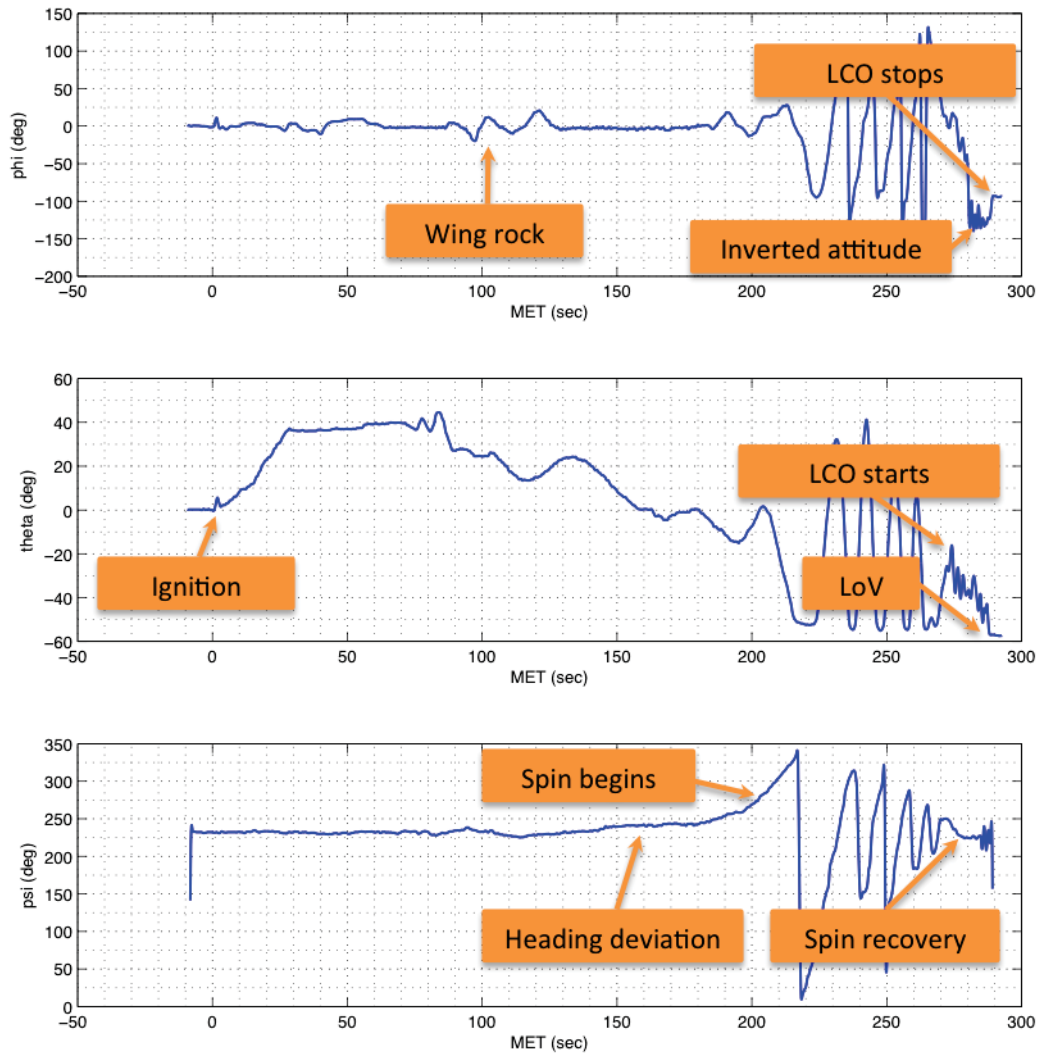 150
100
50
0
−50
−100
−150
−200
phi (deg)
LCO stops
Wing rock
Inverted attitude
−50 0 50 100 150 200 250 300
MET (sec)
60
40
20
0
−20
−40
−60
theta (deg)
LCO starts
Ignition
LoV
−50 0 50 100 150 200 250 300
MET (sec)
350
300
250
200
150
100
50
0
psi (deg)
Spin begins
Heading deviation
Spin recovery
−50 0 50 100 150 200 250 300
MET (sec)